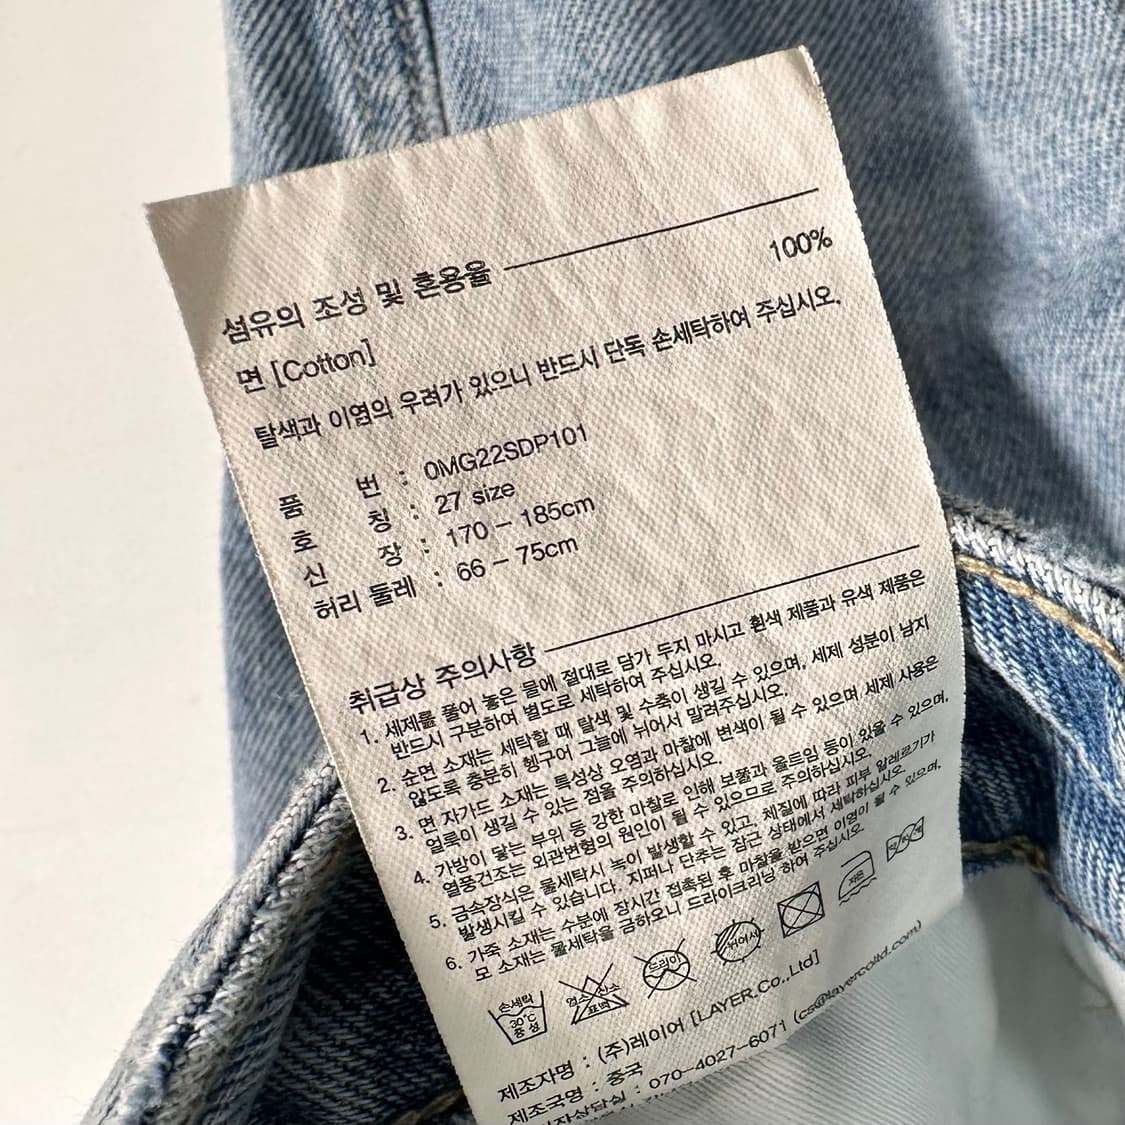 섬유의 조성 및 혼용율
면 [Cotton] 100%
탈색과 이염의 우려가 있으니 반드시 단독 손세탁하여 주십시오.
품 번 : 0MG22SDP101
호 칭 : 27 size
신 장 : 170 - 185cm
허리 둘레 : 66 - 75cm
취급상 주의사항
1. 세제를 풀어 놓은 물에 절대로 담가 두지 마시고 흰색 제품과 유색 제품은
반드시 구분하여 별도로 세탁하여 주십시오.
2. 순면 소재는 세탁할 때 탈색 및 수축이 생길 수 있으며, 세제 성분이 남지
않도록 충분히 헹구어 그늘에 뉘어서 말려주십시오.
3. 면 자가드 소재는 특성상 오염과 마찰에 변색이 될 수 있으며 세제 사용은
얼룩이 생길 수 있는 점을 주의하십시오.
4. 가방이 닿는 부위 등 강한 마찰로 인해 보풀과 올트임 등이 있을 수 있으며,
열풍건조는 외관변형의 원인이 될 수 있으므로 주의하십시오.
5. 금속장식은 물세탁시 녹이 발생할 수 있고, 체질에 따라 피부 알레르기가
발생시킬 수 있습니다. 지퍼나 단추는 잠근 상태에서 세탁하십시오.
6. 가죽 소재는 수분에 장시간 접촉된 후 마찰을 받으면 이염이 될 수 있으며,
모 소재는 물세탁을 금하오니 드라이크리닝 하여 주십시오.
손세탁
30°C
중성
염소 산소
표백
드라이
뉘어서
제조자명 : (주)레이어 [LAYER.Co.,Ltd]
제조국명 : 중국
070-4027-6071 (cs@layercoltd.com)